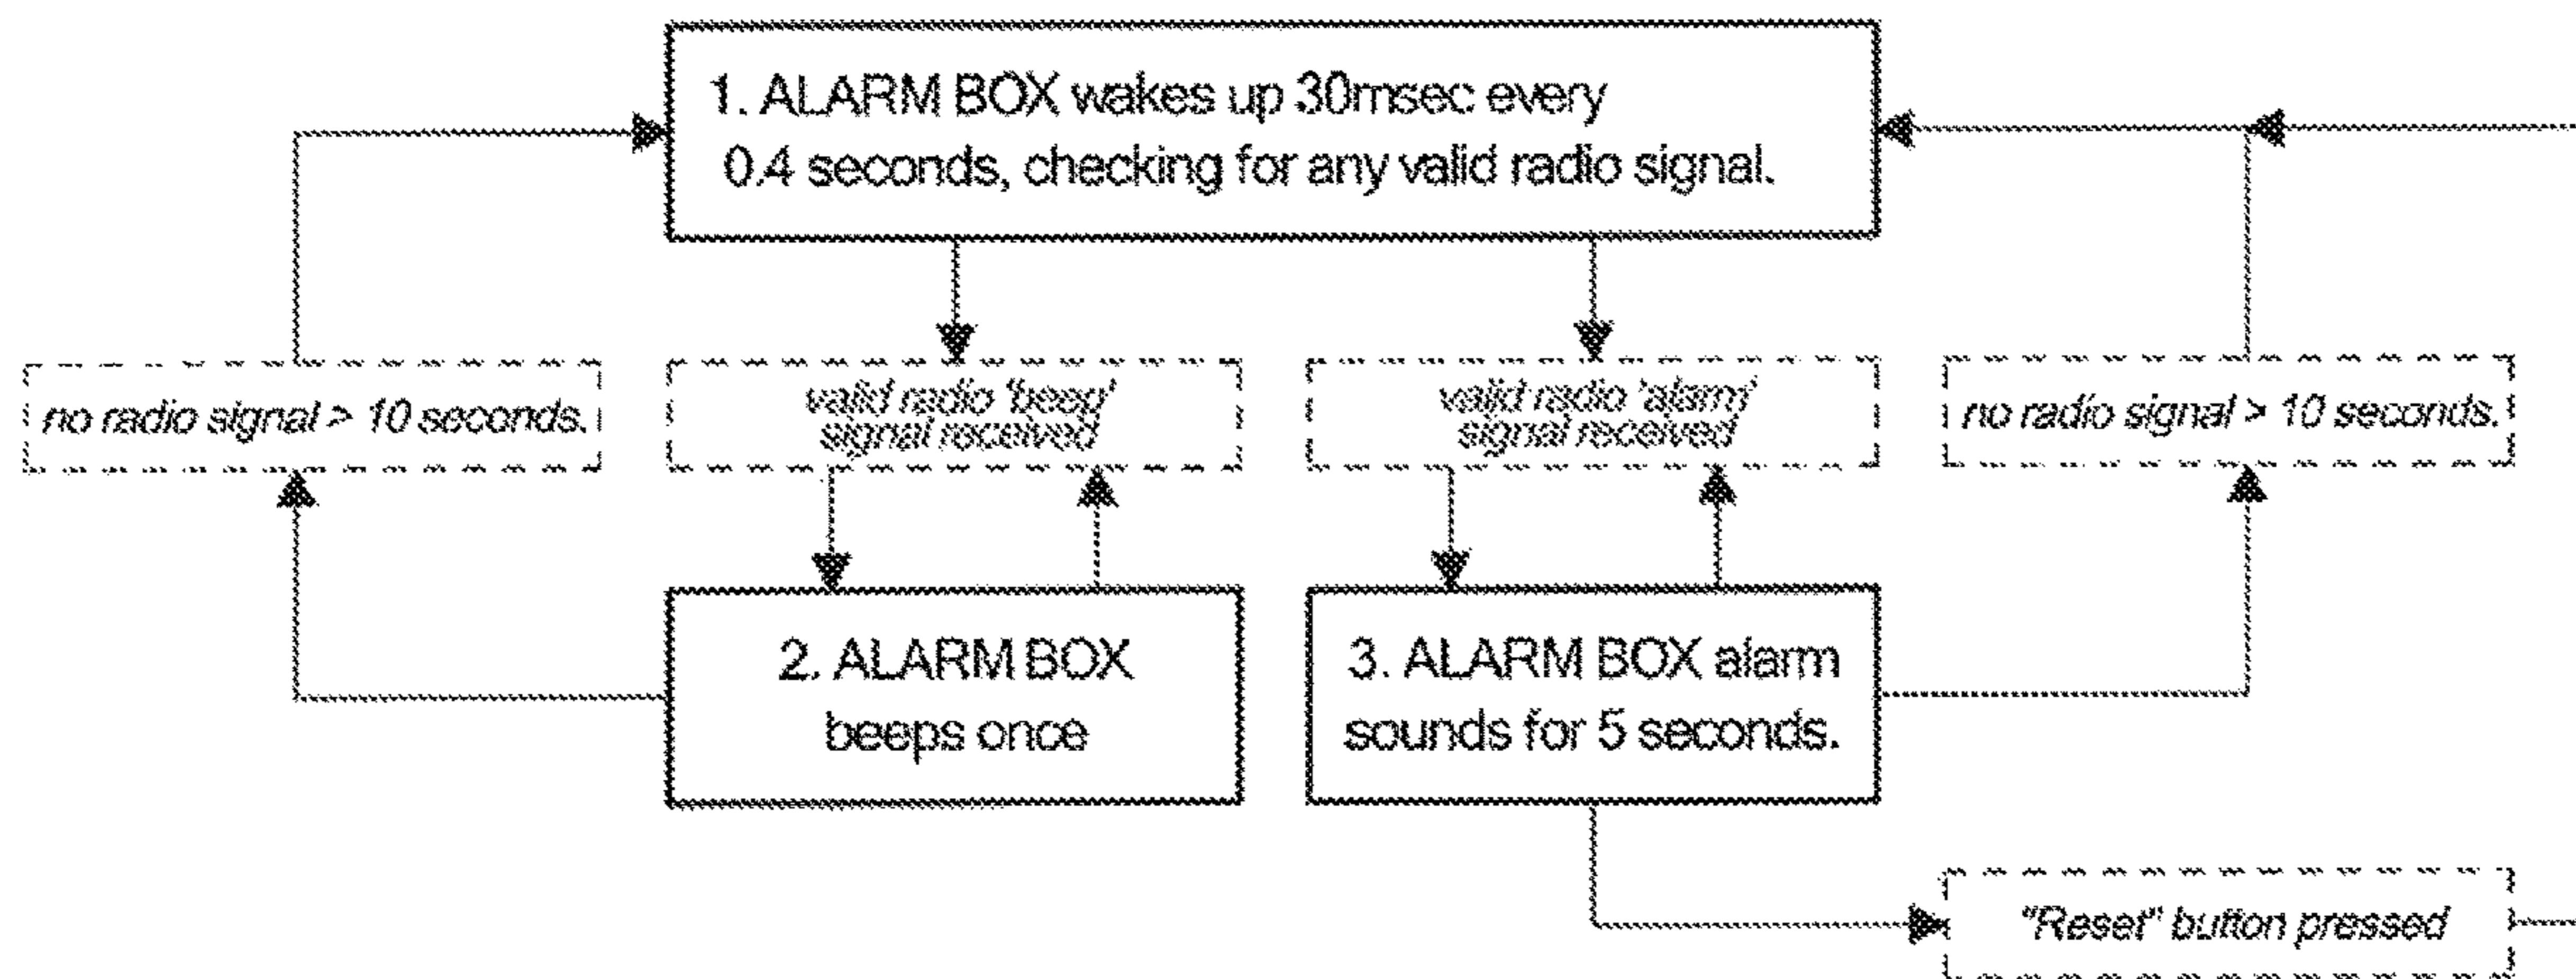 1. ALARM BOX wakes up 30msec every
0.4 seconds, checking for any valid radio signal.
no radio signal > 10 seconds.
valid radio 'beep'
signal received
valid radio 'alarm'
signal received
no radio signal > 10 seconds.
2. ALARM BOX
beeps once
3. ALARM BOX alarm
sounds for 5 seconds.
"Reset" button pressed